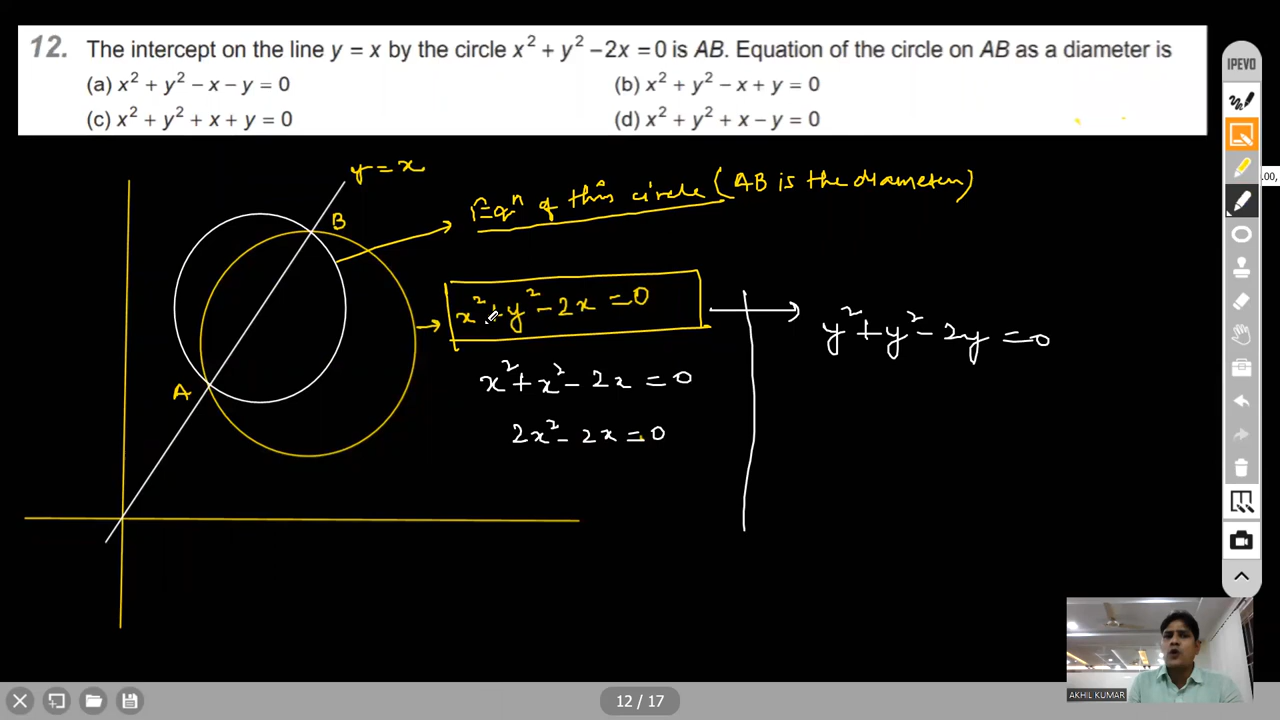 12. The intercept on the line y = x by the circle x² + y² − 2x = 0 is AB. Equation of the circle on AB as a diameter is
(a) x² + y² − x − y = 0
(b) x² + y² − x + y = 0
(c) x² + y² + x + y = 0
(d) x² + y² + x − y = 0
IPEVO
.00,
y = x
B
Eqⁿ of this circle (AB is the diameter)
x² + y² − 2x = 0
y² + y² − 2y = 0
A
x² + x² − 2x = 0
2x² − 2x = 0
AKHIL KUMAR
12 / 17